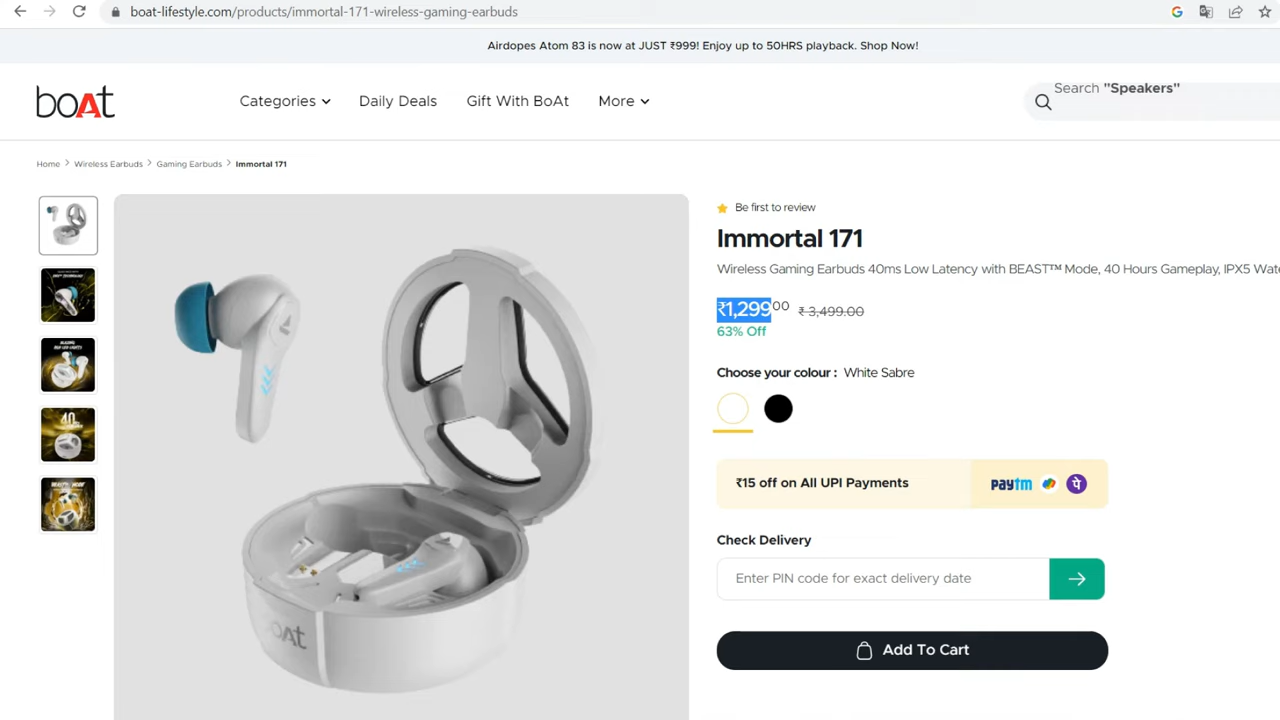 boat-lifestyle.com/products/immortal-171-wireless-gaming-earbuds
Airdopes Atom 83 is now at JUST ₹999! Enjoy up to 50HRS playback. Shop Now!
boAt
Categories
Daily Deals
Gift With BoAt
More
Search "Speakers"
Home > Wireless Earbuds > Gaming Earbuds > Immortal 171
Be first to review
Immortal 171
Wireless Gaming Earbuds 40ms Low Latency with BEAST™ Mode, 40 Hours Gameplay, IPX5 Wate
₹1,299.00 ₹ 3,499.00
63% Off
Choose your colour : White Sabre
₹15 off on All UPI Payments
paytm
पे
Check Delivery
Enter PIN code for exact delivery date
Add To Cart
boAt
40